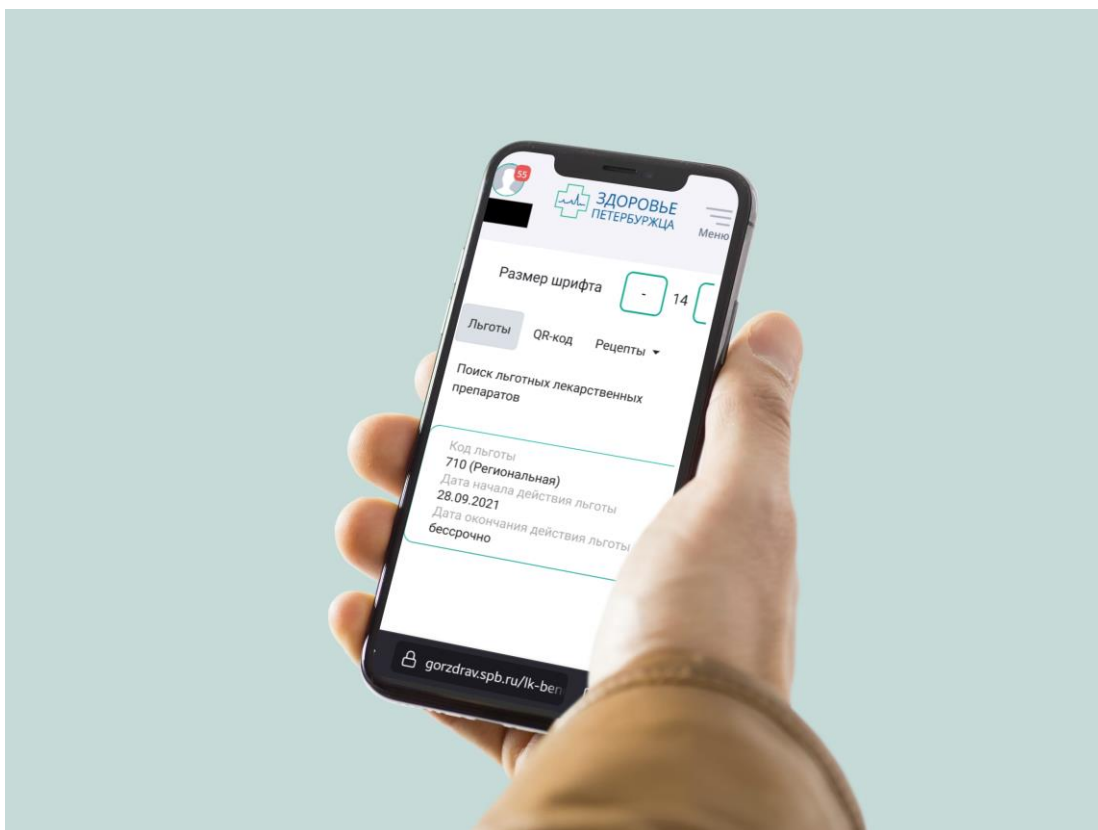 55
ЗДОРОВЬЕ
ПЕТЕРБУРЖЦА
Меню
Размер шрифта - 14
Льготы QR-код Рецепты
Поиск льготных лекарственных
препаратов
Код льготы
710 (Региональная)
Дата начала действия льготы
28.09.2021
Дата окончания действия льготы
бессрочно
gorzdrav.spb.ru/lk-ben